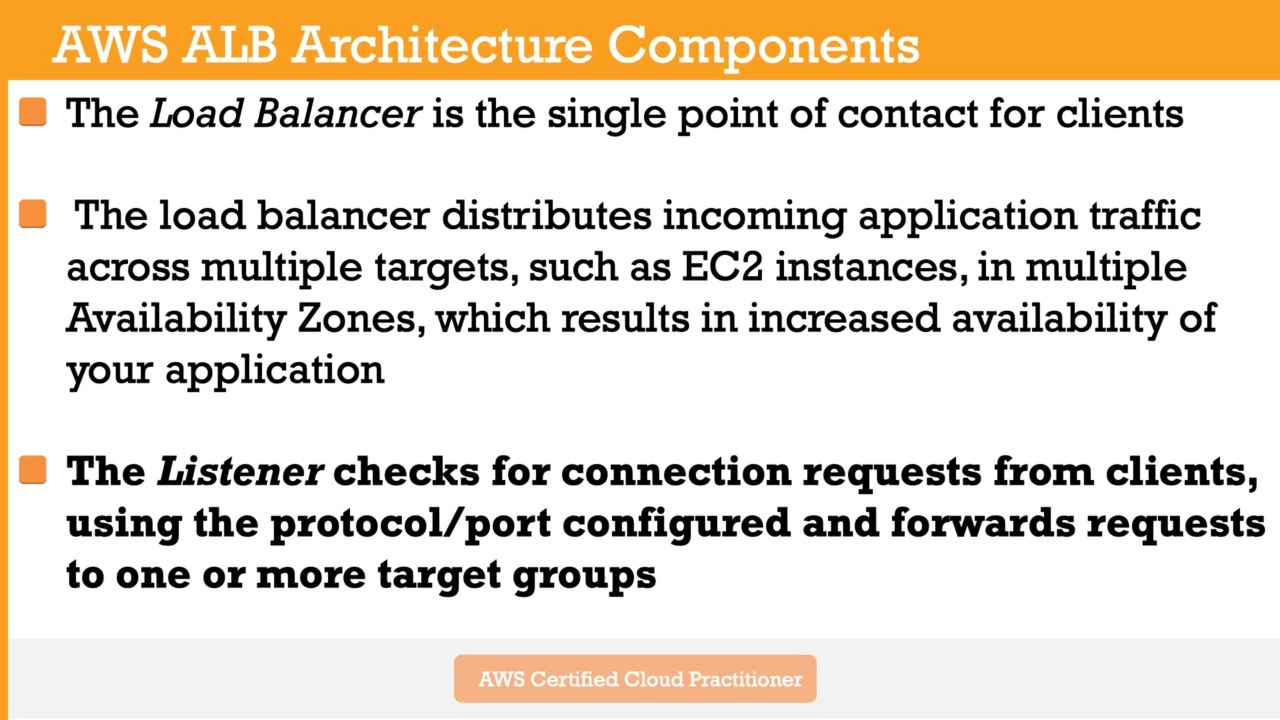 AWS ALB Architecture Components
The Load Balancer is the single point of contact for clients
The load balancer distributes incoming application traffic
across multiple targets, such as EC2 instances, in multiple
Availability Zones, which results in increased availability of
your application
The Listener checks for connection requests from clients,
using the protocol/port configured and forwards requests
to one or more target groups
AWS Certified Cloud Practitioner